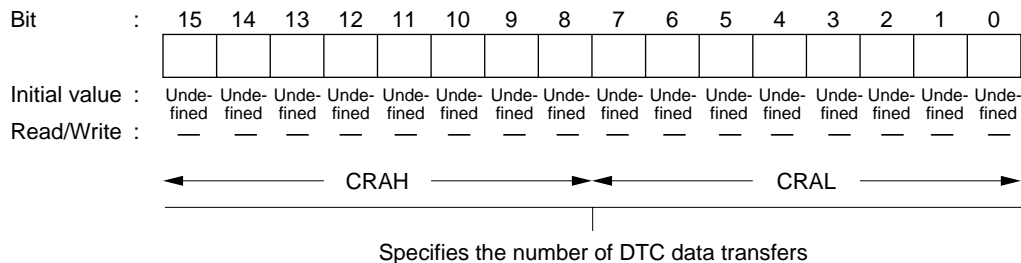 Bit : 15 14 13 12 11 10 9 8 7 6 5 4 3 2 1 0
Initial value : Unde- Unde- Unde- Unde- Unde- Unde- Unde- Unde- Unde- Unde- Unde- Unde- Unde- Unde- Unde- Unde-
fined fined fined fined fined fined fined fined fined fined fined fined fined fined fined fined
Read/Write : — — — — — — — — — — — — — — — —
CRAH CRAL
Specifies the number of DTC data transfers